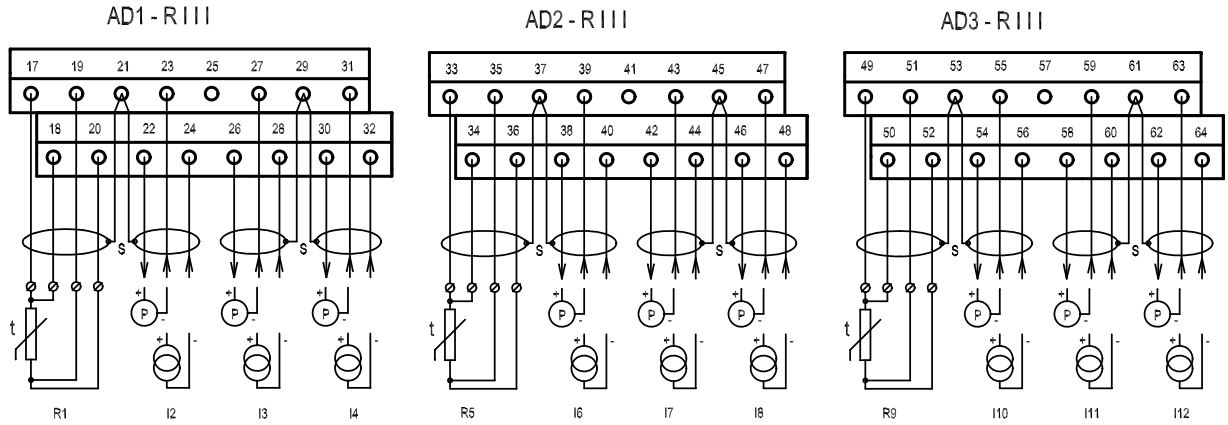 AD1 - R I I I
AD2 - R I I I
AD3 - R I I I
17 19 21 23 25 27 29 31
33 35 37 39 41 43 45 47
49 51 53 55 57 59 61 63
18 20 22 24 26 28 30 32
34 36 38 40 42 44 46 48
50 52 54 56 58 60 62 64
S S S S S S
+ + + + + + + + +
P P P P P P P P P
- - - - - - - - -
t t t
+ + + + + + + + +
- - - - - - - - -
R1 I2 I3 I4 R5 I6 I7 I8 R9 I10 I11 I12